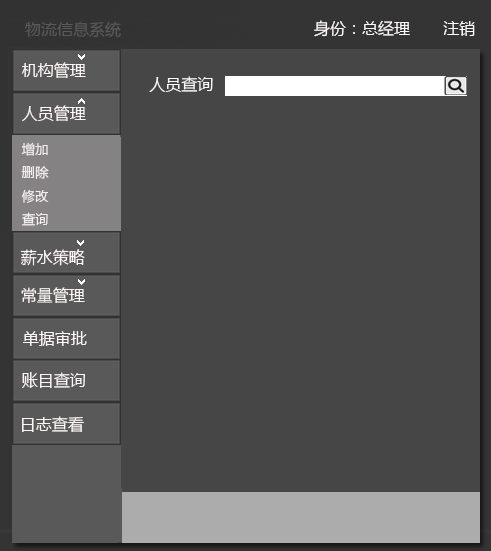 物流信息系统
身份：总经理 注销
机构管理
人员管理
增加
删除
修改
查询
薪水策略
常量管理
单据审批
账目查询
日志查看
人员查询